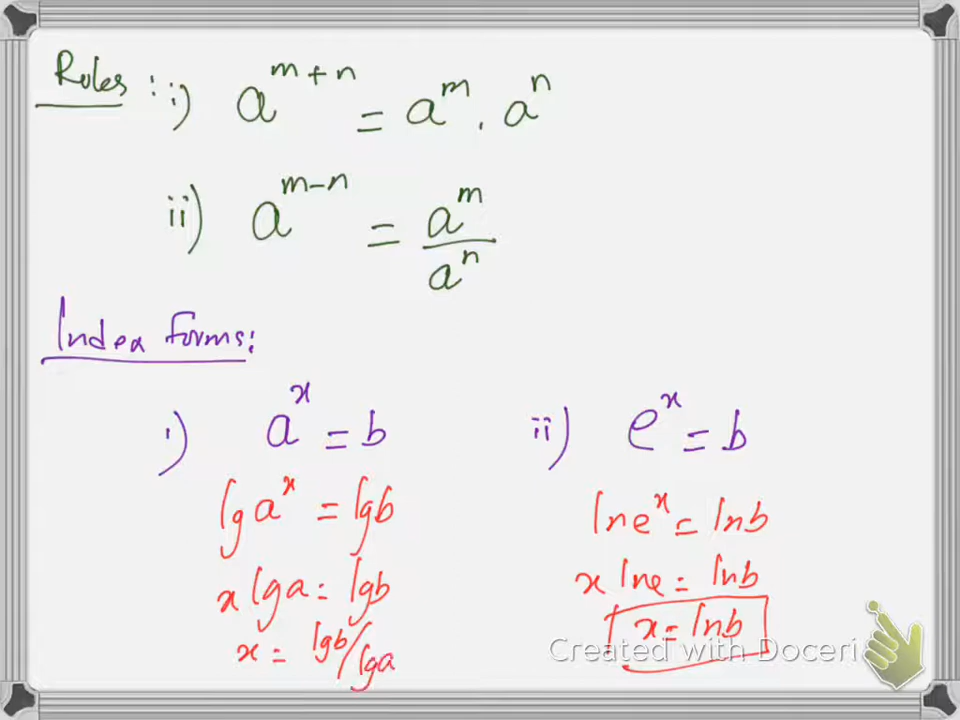 Rules : i) a^{m+n} = a^m . a^n
ii) a^{m-n} = a^m / a^n
Index forms:
i) a^x = b
lg a^x = lg b
x lg a = lg b
x = lg b / lg a
ii) e^x = b
ln e^x = ln b
x ln e = ln b
x = ln b
Created with Doceri